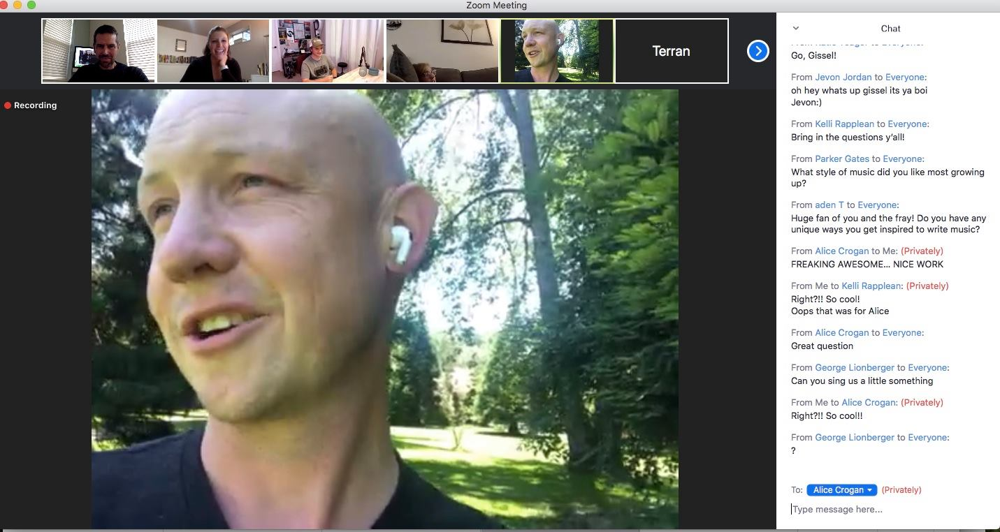 Zoom Meeting
Terran
Recording
Chat
Go, Gissel!
From Jevon Jordan to Everyone:
oh hey whats up gissel its ya boi
Jevon:)
From Kelli Rapplean to Everyone:
Bring in the questions y'all!
From Parker Gates to Everyone:
What style of music did you like most growing
up?
From aden T to Everyone:
Huge fan of you and the fray! Do you have any
unique ways you get inspired to write music?
From Alice Crogan to Me: (Privately)
FREAKING AWESOME... NICE WORK
From Me to Kelli Rapplean: (Privately)
Right?!! So cool!
Oops that was for Alice
From Alice Crogan to Everyone:
Great question
From George Lionberger to Everyone:
Can you sing us a little something
From Me to Alice Crogan: (Privately)
Right?!! So cool!!
From George Lionberger to Everyone:
?
To: Alice Crogan (Privately)
Type message here...